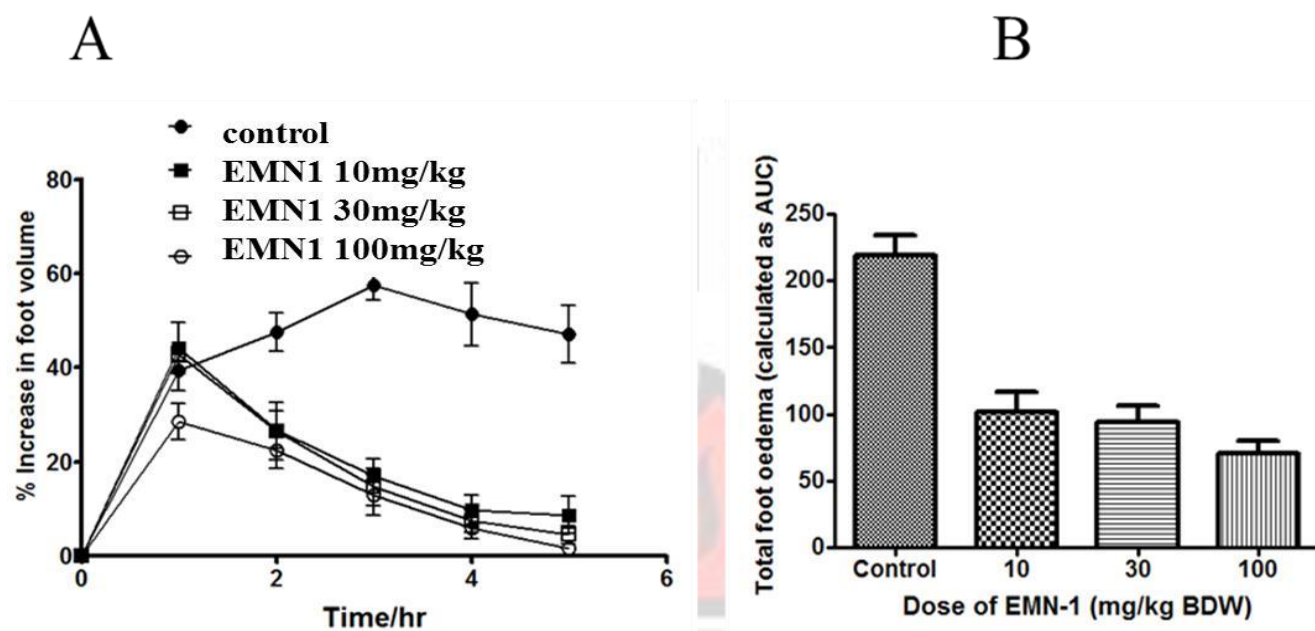 A
B
control
EMN1 10mg/kg
EMN1 30mg/kg
EMN1 100mg/kg
% Increase in foot volume
80
60
40
20
0
0 2 4 6
Time/hr
Total foot oedema (calculated as AUC)
250
200
150
100
50
0
Control 10 30 100
Dose of EMN-1 (mg/kg BDW)